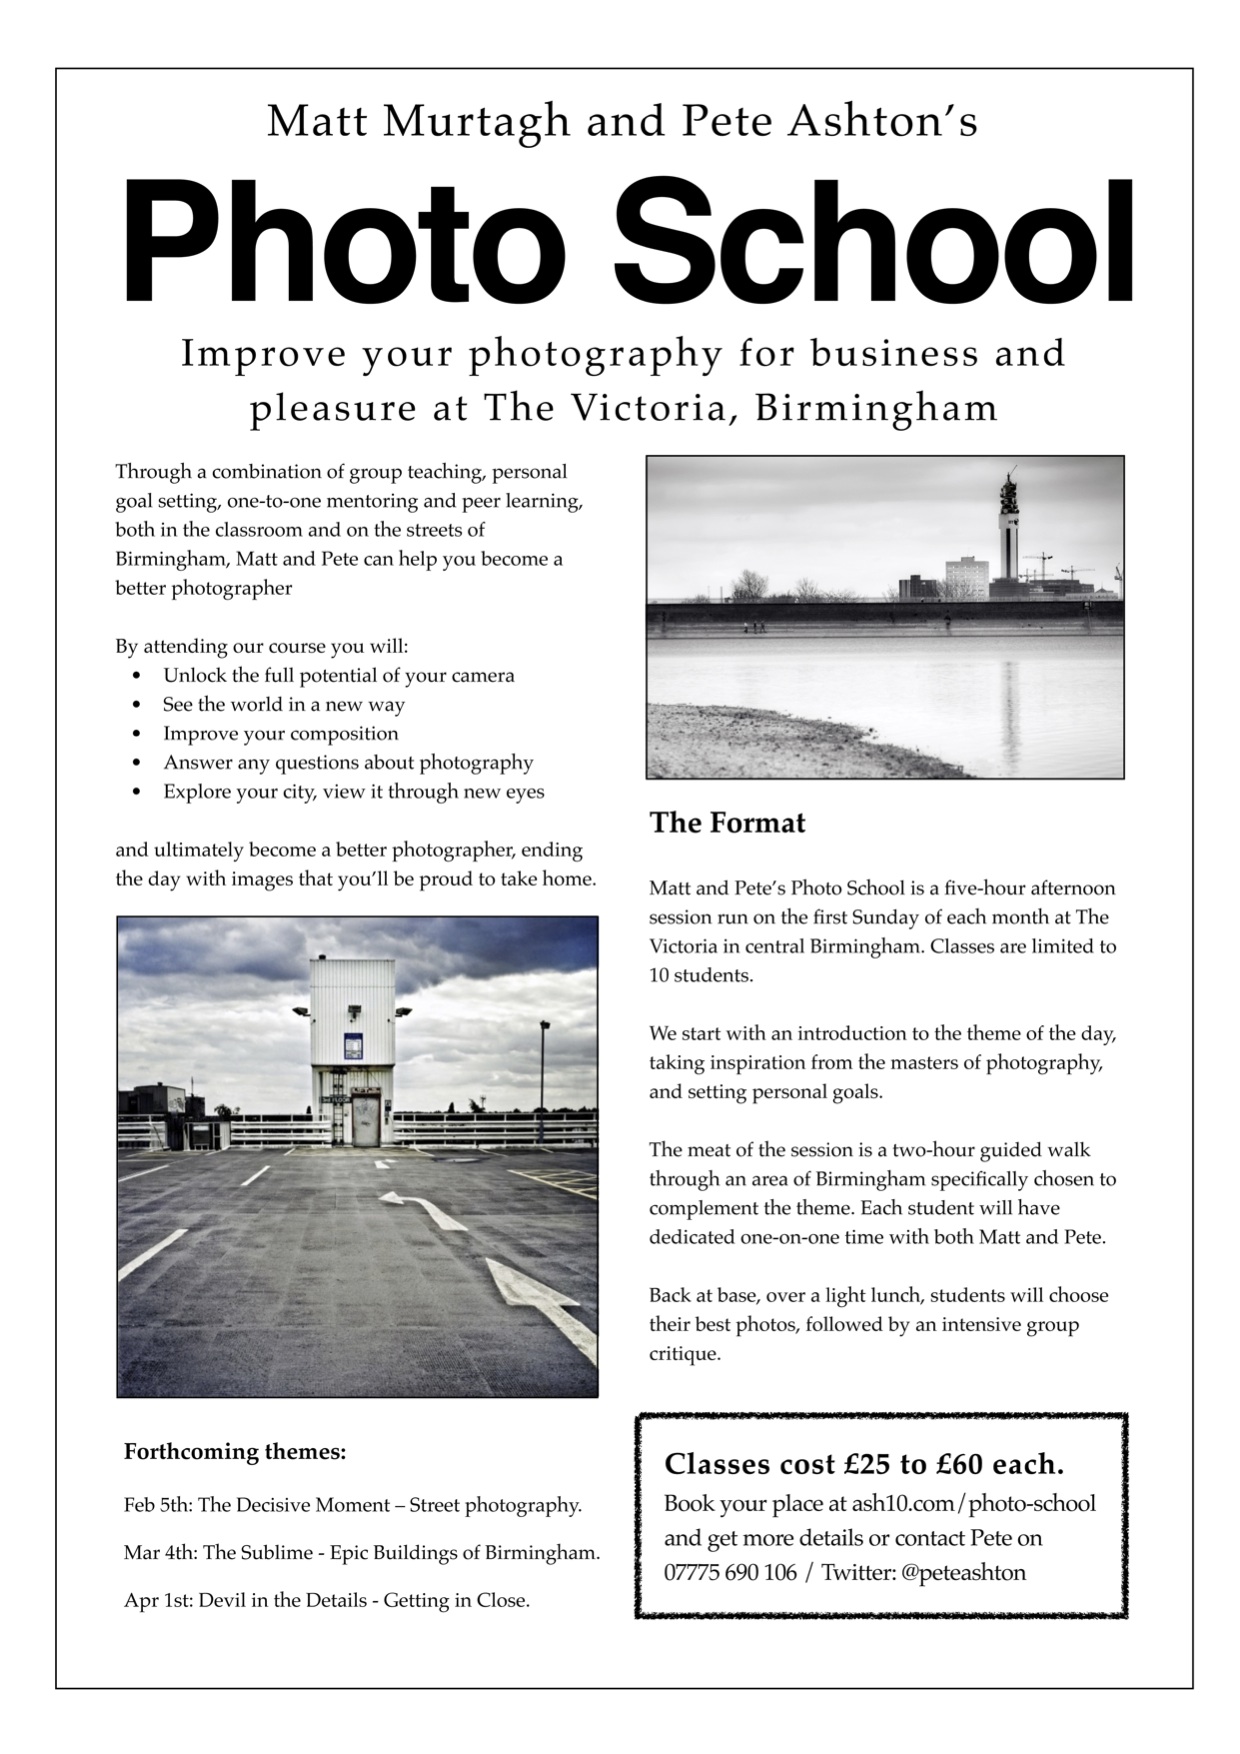 Matt Murtagh and Pete Ashton’s
Photo School
Improve your photography for business and
pleasure at The Victoria, Birmingham
Through a combination of group teaching, personal
goal setting, one-to-one mentoring and peer learning,
both in the classroom and on the streets of
Birmingham, Matt and Pete can help you become a
better photographer
By attending our course you will:
• Unlock the full potential of your camera
• See the world in a new way
• Improve your composition
• Answer any questions about photography
• Explore your city, view it through new eyes
and ultimately become a better photographer, ending
the day with images that you’ll be proud to take home.
Forthcoming themes:
Feb 5th: The Decisive Moment – Street photography.
Mar 4th: The Sublime - Epic Buildings of Birmingham.
Apr 1st: Devil in the Details - Getting in Close.
The Format
Matt and Pete’s Photo School is a five-hour afternoon
session run on the first Sunday of each month at The
Victoria in central Birmingham. Classes are limited to
10 students.
We start with an introduction to the theme of the day,
taking inspiration from the masters of photography,
and setting personal goals.
The meat of the session is a two-hour guided walk
through an area of Birmingham specifically chosen to
complement the theme. Each student will have
dedicated one-on-one time with both Matt and Pete.
Back at base, over a light lunch, students will choose
their best photos, followed by an intensive group
critique.
Classes cost £25 to £60 each.
Book your place at ash10.com/photo-school
and get more details or contact Pete on
07775 690 106 / Twitter: @peteashton